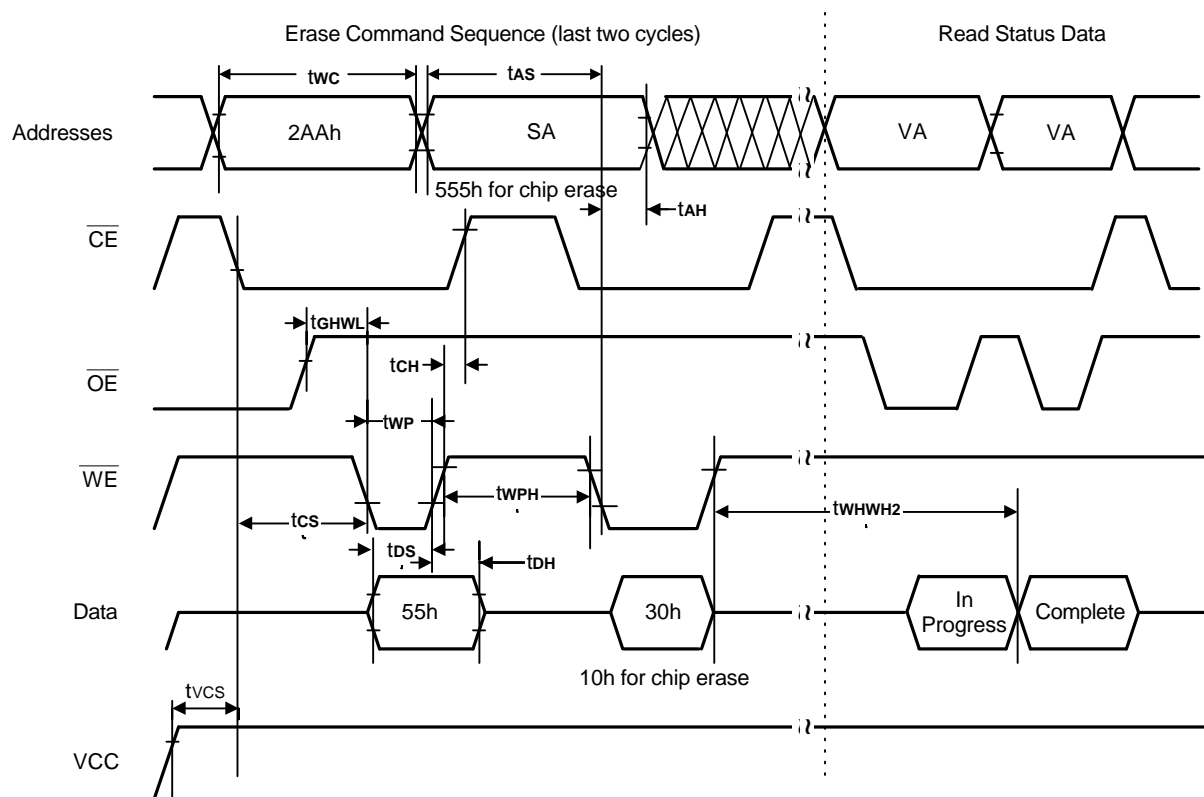 Erase Command Sequence (last two cycles)
Read Status Data
tWC
tAS
Addresses
2AAh
SA
VA
VA
555h for chip erase
tAH
CE
tGHWL
OE
tCH
tWP
WE
tWPH
tWHWH2
tCS
tDS
tDH
Data
55h
30h
In
Progress
Complete
10h for chip erase
tVCS
VCC